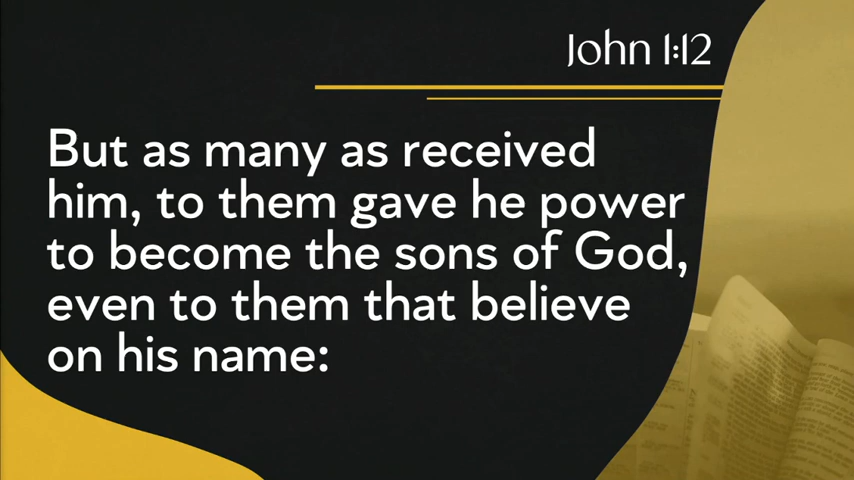 John 1:12
But as many as received
him, to them gave he power
to become the sons of God,
even to them that believe
on his name: